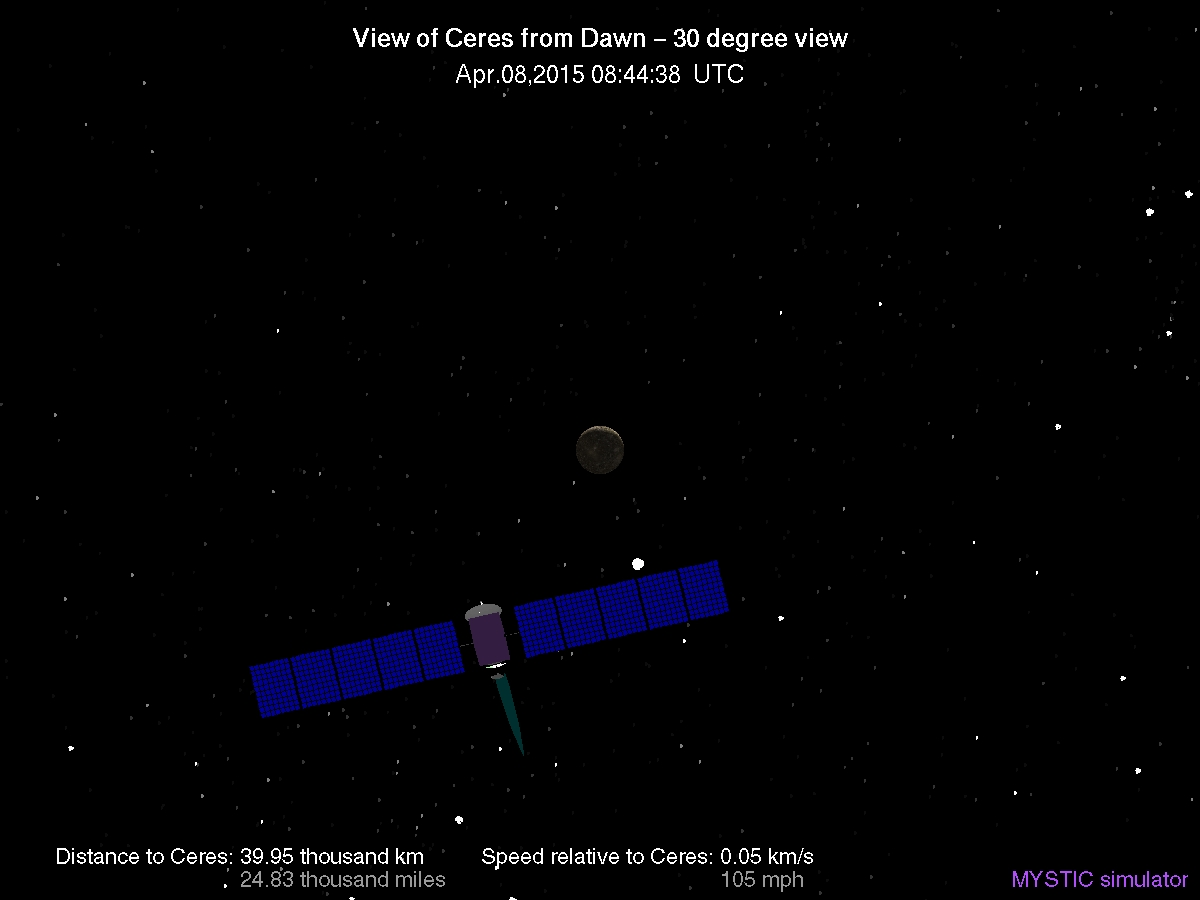 View of Ceres from Dawn – 30 degree view
Apr.08,2015 08:44:38 UTC
Distance to Ceres: 39.95 thousand km Speed relative to Ceres: 0.05 km/s
24.83 thousand miles 105 mph MYSTIC simulator